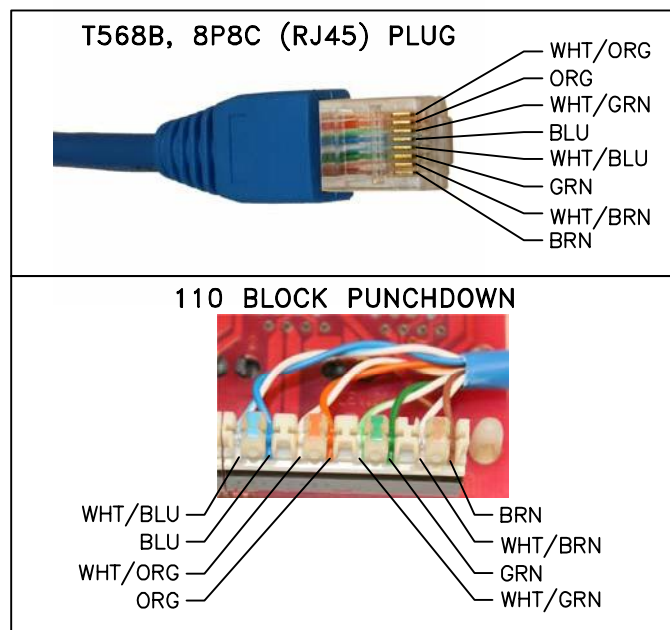 T568B, 8P8C (RJ45) PLUG
WHT/ORG
ORG
WHT/GRN
BLU
WHT/BLU
GRN
WHT/BRN
BRN
110 BLOCK PUNCHDOWN
WHT/BLU
BLU
WHT/ORG
ORG
BRN
WHT/BRN
GRN
WHT/GRN